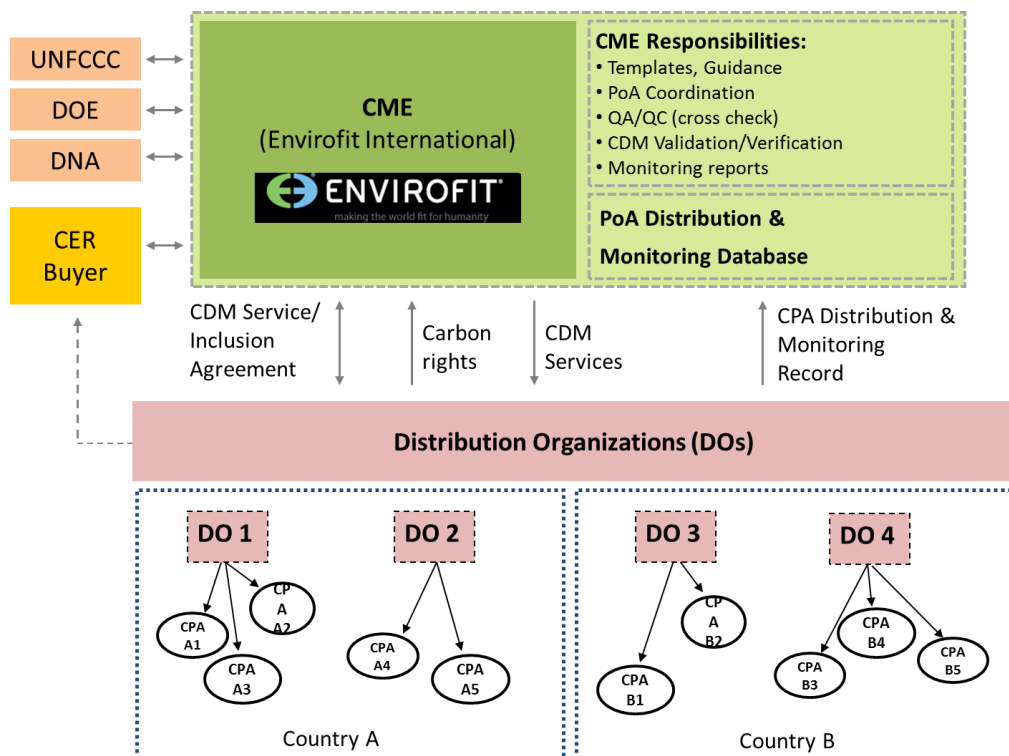 UNFCCC
DOE
DNA
CER
Buyer
CME
(Envirofit International)
ENVIROFIT®
making the world fit for humanity
CME Responsibilities:
• Templates, Guidance
• PoA Coordination
• QA/QC (cross check)
• CDM Validation/Verification
• Monitoring reports
PoA Distribution &
Monitoring Database
CDM Service/
Inclusion
Agreement
Carbon
rights
CDM
Services
CPA Distribution &
Monitoring
Record
Distribution Organizations (DOs)
DO 1
CPA
A1
CP
A
A2
CPA
A3
DO 2
CPA
A4
CPA
A5
Country A
DO 3
CPA
B1
CP
A
B2
DO 4
CPA
B3
CPA
B4
CPA
B5
Country B